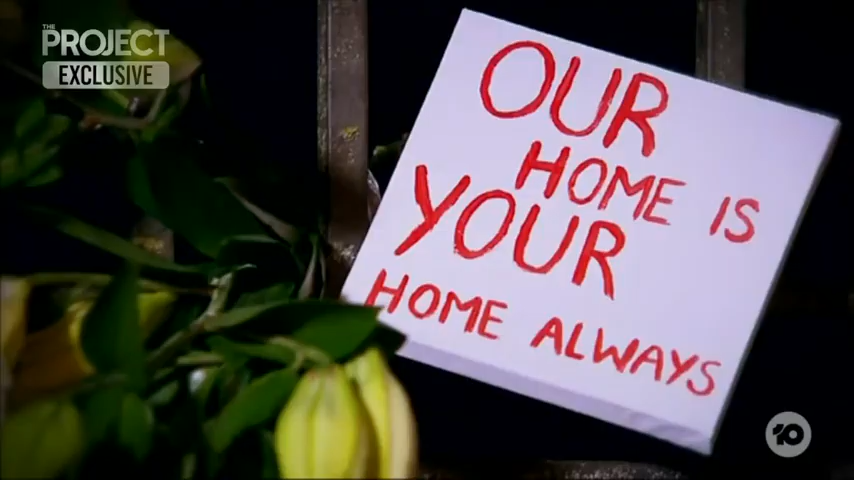 THE
PROJECT
EXCLUSIVE
OUR
HOME IS
YOUR
HOME ALWAYS
10